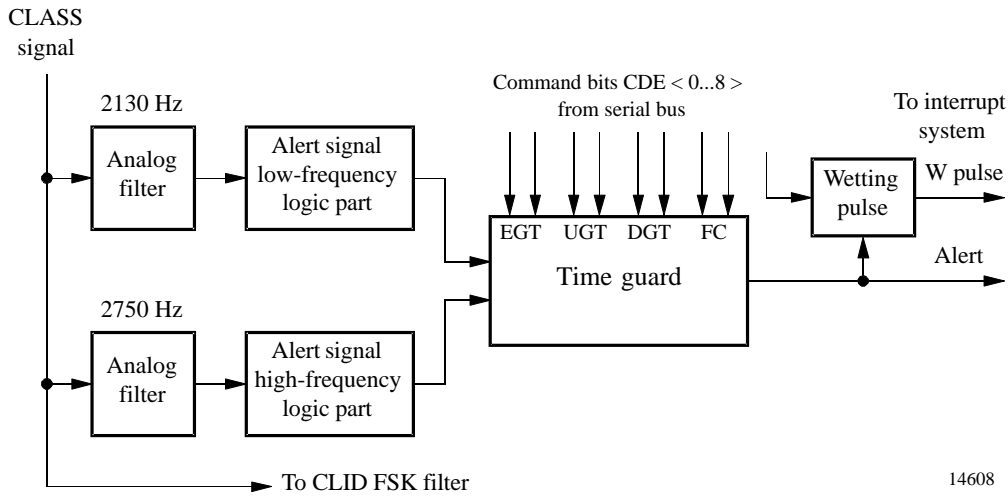 CLASS
signal
Command bits CDE < 0...8 >
from serial bus
To interrupt
system
2130 Hz
Analog
filter
Alert signal
low-frequency
logic part
Wetting
pulse
W pulse
EGT UGT DGT FC
Time guard
Alert
2750 Hz
Analog
filter
Alert signal
high-frequency
logic part
To CLID FSK filter
14608